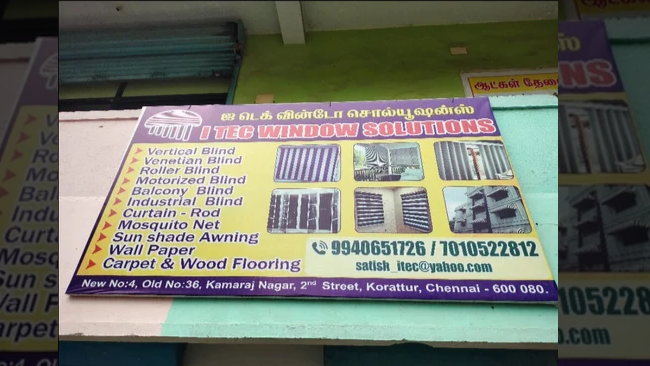 ஐ டெக் விண்டோ சொல்யூஷன்ஸ்
I TEC WINDOW SOLUTIONS
Vertical Blind
Venetian Blind
Roller Blind
Motorized Blind
Balcony Blind
Industrial Blind
Curtain - Rod
Mosquito Net
Sun shade Awning
Wall Paper
Carpet & Wood Flooring
9940651726 / 7010522812
satish_itec@yahoo.com
New No:4, Old No:36, Kamaraj Nagar, 2nd Street, Korattur, Chennai - 600 080.
ஆட்கள் தேவை